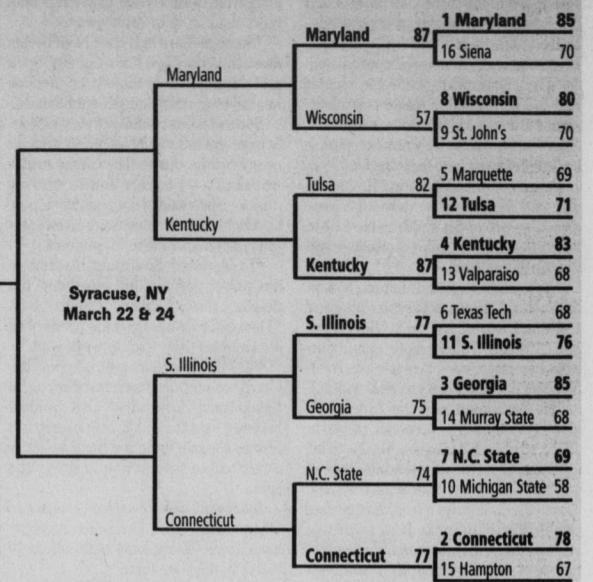 1 Maryland 85
Maryland 87
16 Siena 70
Maryland
8 Wisconsin 80
Wisconsin 57
9 St. John's 70
5 Marquette 69
Tulsa 82
12 Tulsa 71
Kentucky
4 Kentucky 83
Kentucky 87
13 Valparaiso 68
Syracuse, NY
March 22 & 24
6 Texas Tech 68
S. Illinois 77
11 S. Illinois 76
S. Illinois
3 Georgia 85
Georgia 75
14 Murray State 68
7 N.C. State 69
N.C. State 74
10 Michigan State 58
Connecticut
2 Connecticut 78
Connecticut 77
15 Hampton 67